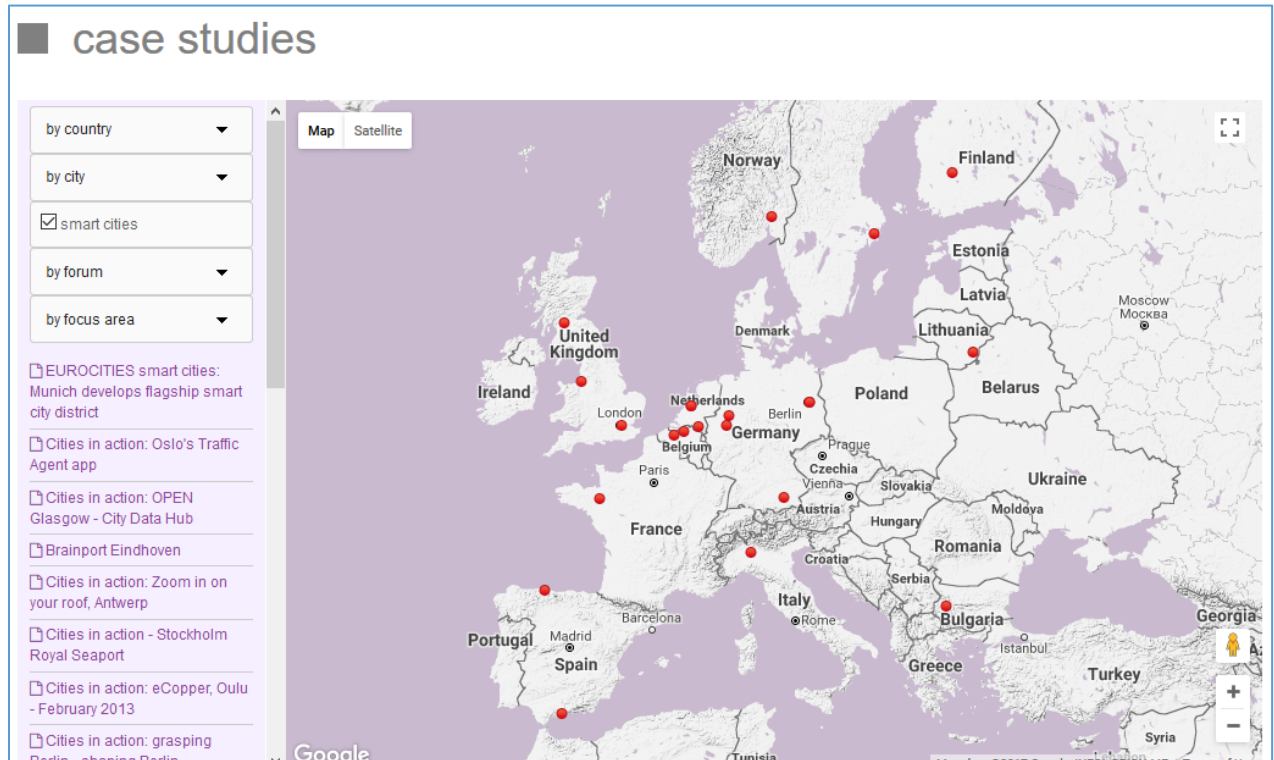 case studies
by country
by city
smart cities
by forum
by focus area
EUROCITIES smart cities:
Munich develops flagship smart
city district
Cities in action: Oslo's Traffic
Agent app
Cities in action: OPEN
Glasgow - City Data Hub
Brainport Eindhoven
Cities in action: Zoom in on
your roof, Antwerp
Cities in action - Stockholm
Royal Seaport
Cities in action: eCopper, Oulu
- February 2013
Cities in action: grasping
Map Satellite
Norway
Finland
Estonia
Latvia
Moscow
Москва
Denmark
Lithuania
United
Kingdom
Ireland
Netherlands
Poland
Belarus
London
Berlin
Germany
Belgium
Prague
Paris
Czechia
Ukraine
Vienna
Slovakia
Austria
Moldova
Hungary
France
Romania
Croatia
Serbia
Italy
Barcelona
Rome
Bulgaria
Georgia
Portugal
Madrid
Istanbul
Spain
Greece
Turkey
Syria
Google
Tunisia